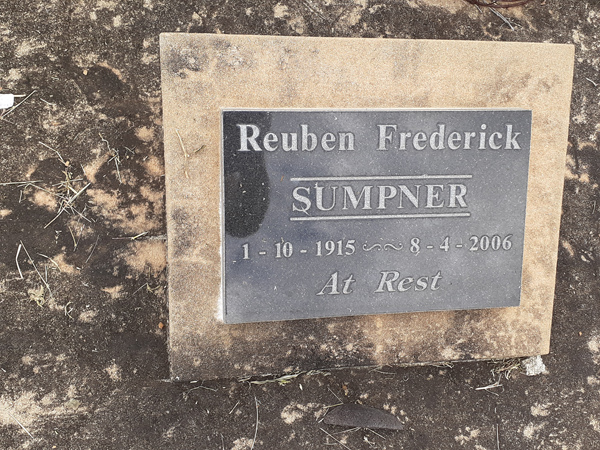 Reuben Frederick
SUMPNER
1 - 10 - 1915 ~~ 8 - 4 - 2006
At Rest